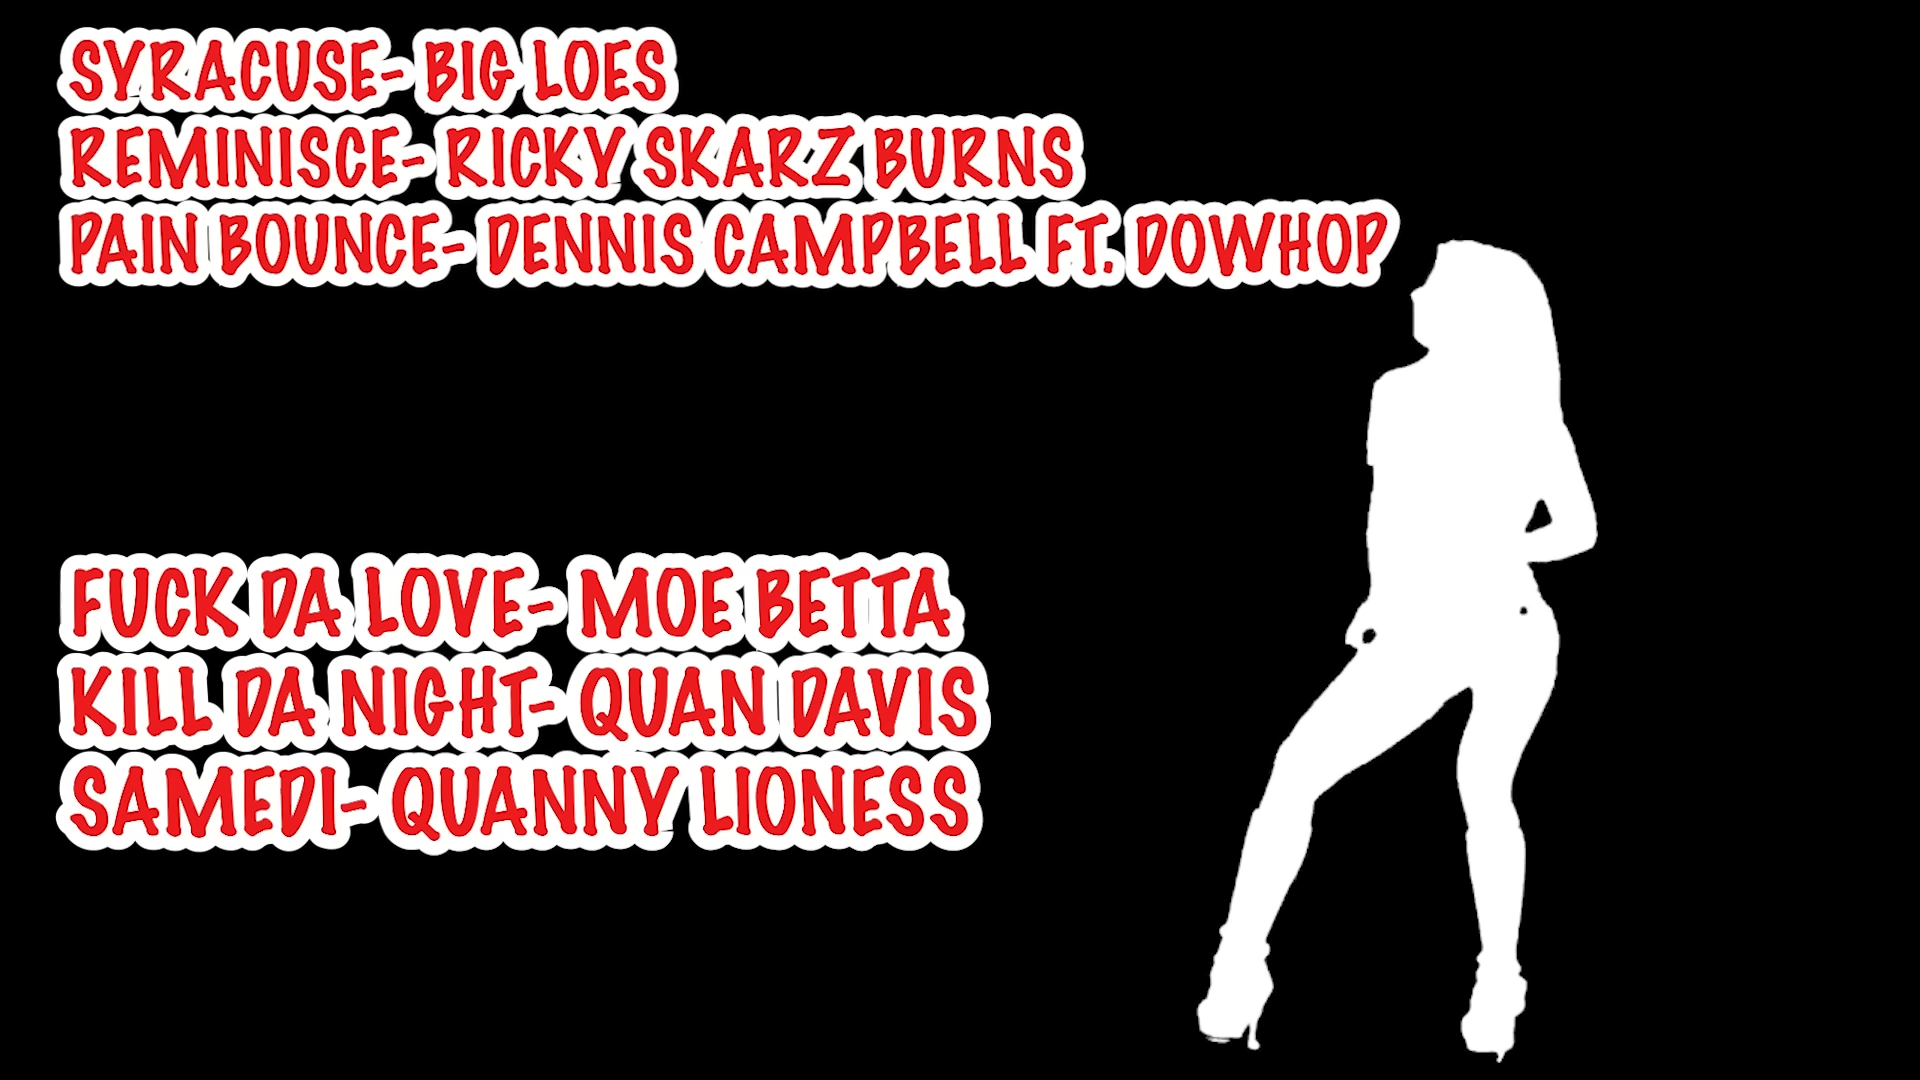 SYRACUSE- BIG LOES
REMINISCE- RICKY SKARZ BURNS
PAIN BOUNCE- DENNIS CAMPBELL FT. DOWHOP
FUCK DA LOVE- MOE BETTA
KILL DA NIGHT- QUAN DAVIS
SAMEDI- QUANNY LIONESS